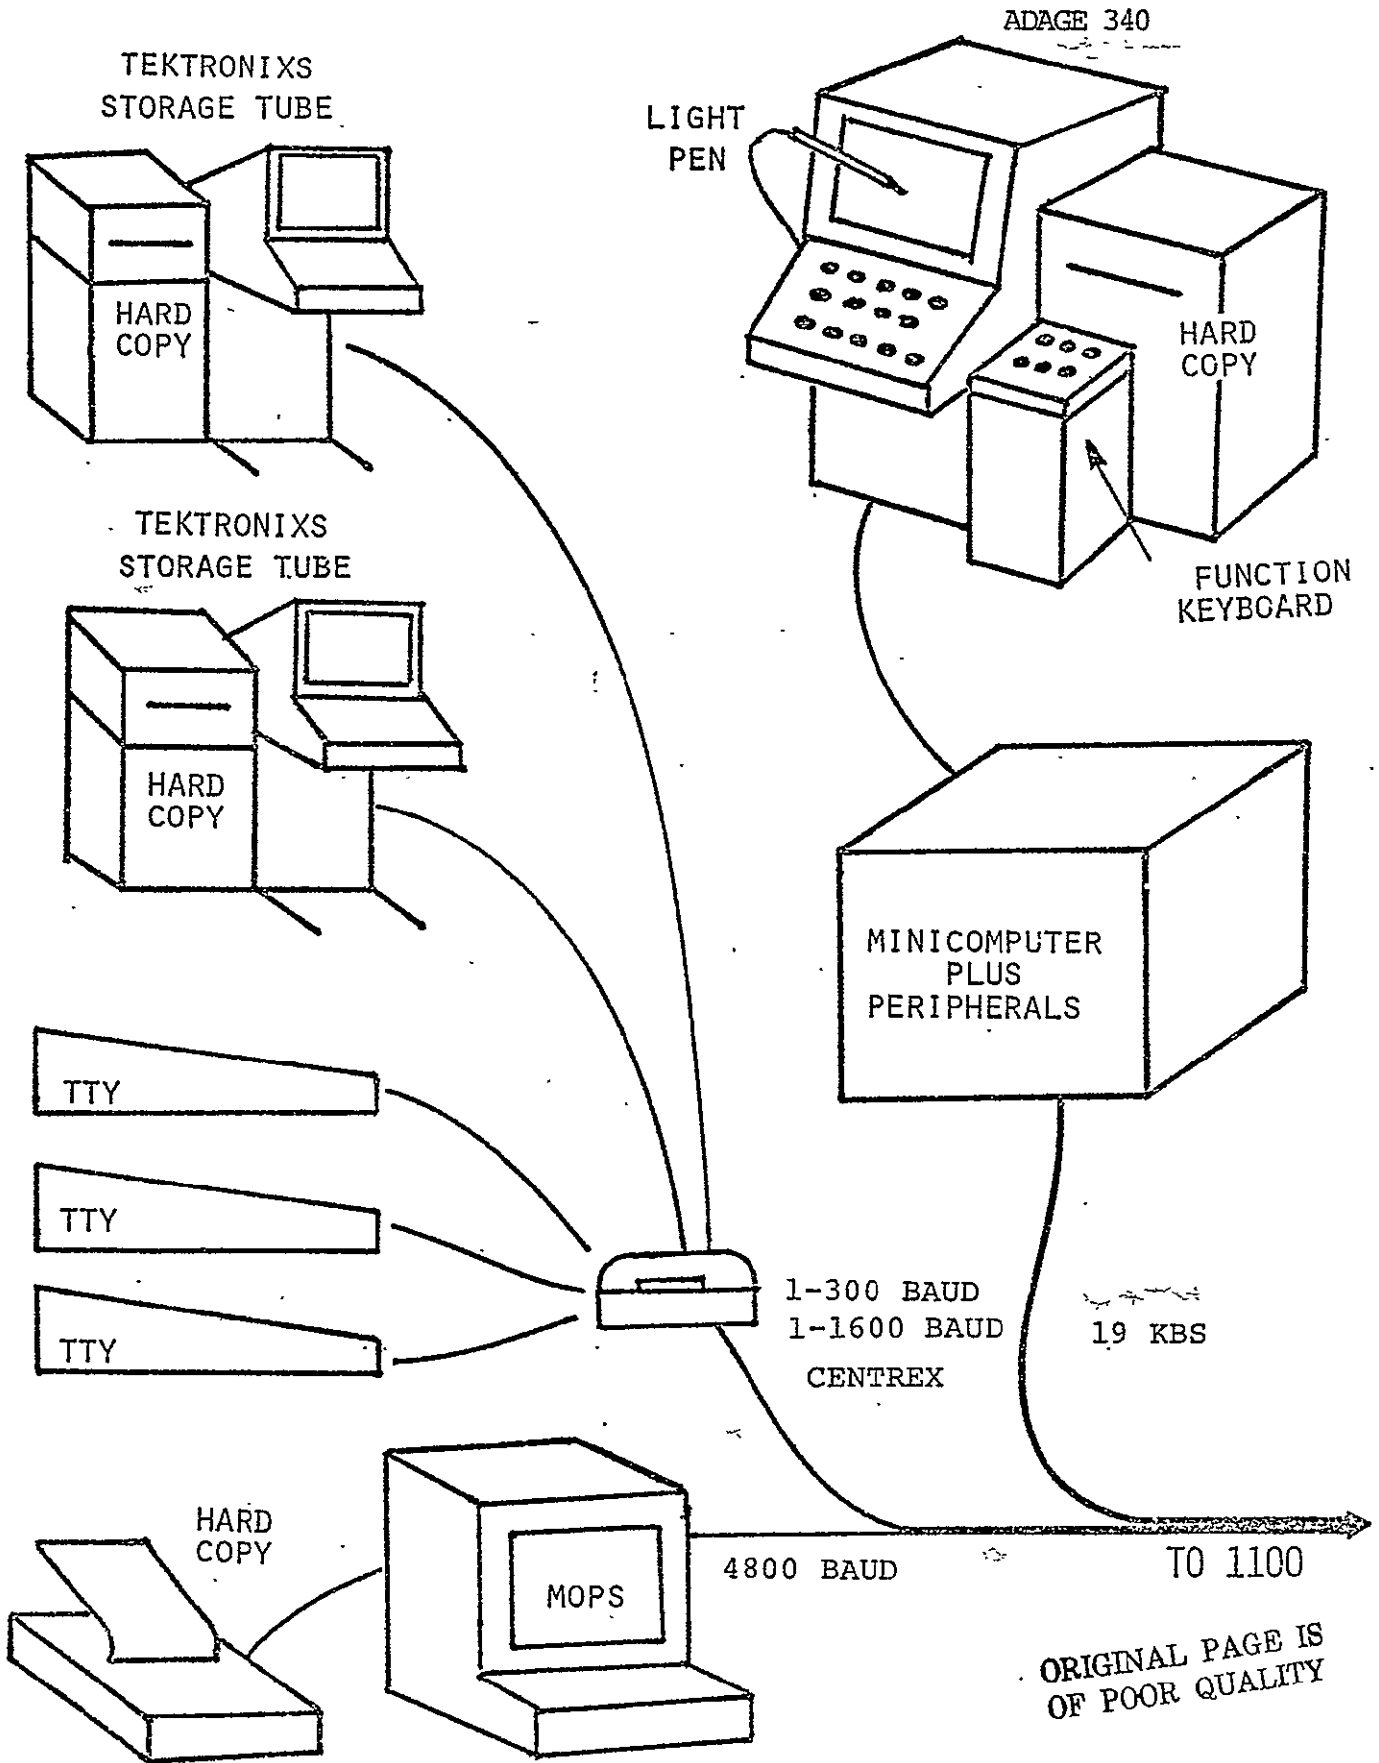 ADAGE 340
TEKTRONIXS
STORAGE TUBE
LIGHT
PEN
HARD
COPY
HARD
COPY
FUNCTION
KEYBOARD
TEKTRONIXS
STORAGE TUBE
HARD
COPY
MINICOMPUTER
PLUS
PERIPHERALS
TTY
TTY
TTY
1-300 BAUD
1-1600 BAUD
CENTREX
19 KBS
HARD
COPY
MOPS
4800 BAUD
TO 1100
ORIGINAL PAGE IS
OF POOR QUALITY